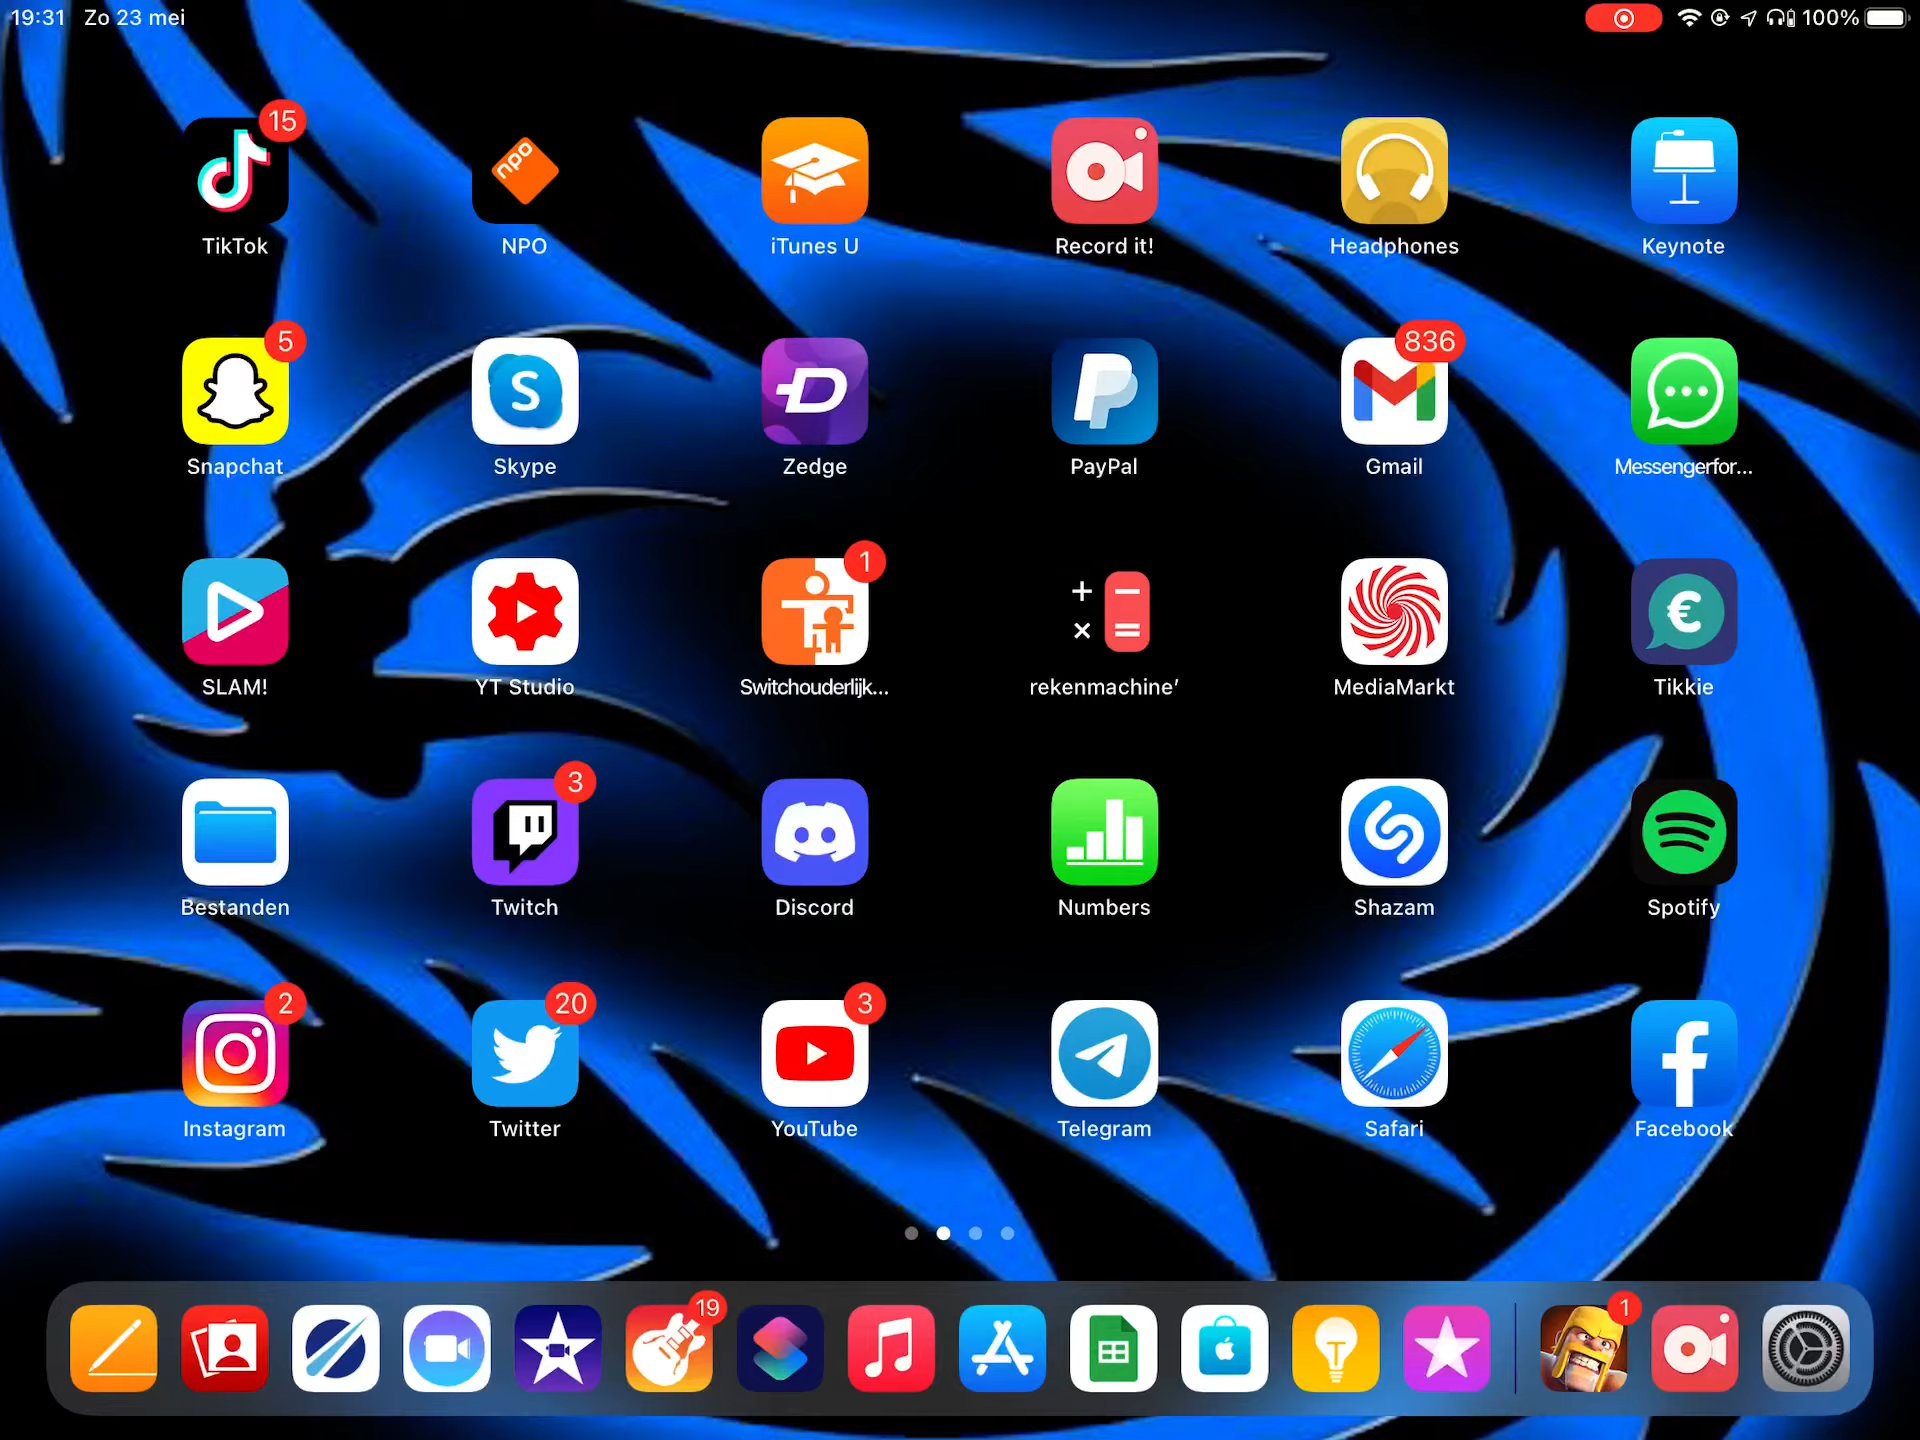 19:31 Zo 23 mei 100%
15
npo
TikTok NPO iTunes U Record it! Headphones Keynote
5 836
S
Snapchat Skype Zedge PayPal Gmail Messengerfor...
1
+ − × =
€
SLAM! YT Studio Switchouderlijk... rekenmachine’ MediaMarkt Tikkie
3
Bestanden Twitch Discord Numbers Shazam Spotify
2 20 3
Instagram Twitter YouTube Telegram Safari Facebook
19 1